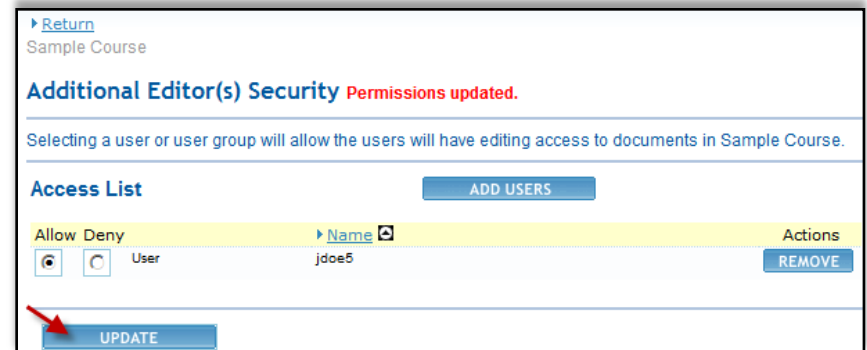 Return
Sample Course
Additional Editor(s) Security Permissions updated.
Selecting a user or user group will allow the users will have editing access to documents in Sample Course.
Access List ADD USERS
Allow Deny Name Actions
User jdoe5 REMOVE
UPDATE